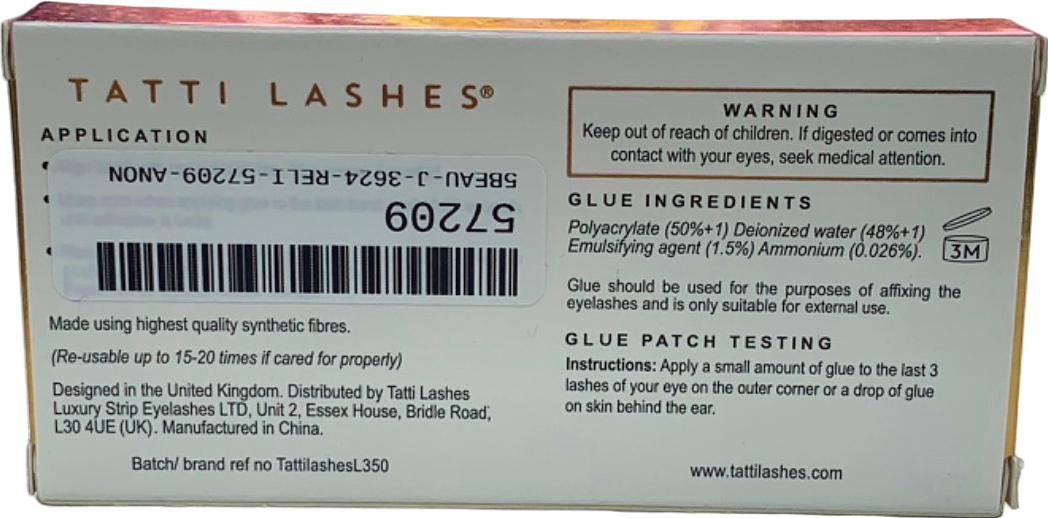 TATTI LASHES®
APPLICATION
5BEAU-J-3624-RELI-57209-ANON
57209
Made using highest quality synthetic fibres.
(Re-usable up to 15-20 times if cared for properly)
Designed in the United Kingdom. Distributed by Tatti Lashes
Luxury Strip Eyelashes LTD, Unit 2, Essex House, Bridle Road,
L30 4UE (UK). Manufactured in China.
Batch/ brand ref no TattilashesL350
WARNING
Keep out of reach of children. If digested or comes into
contact with your eyes, seek medical attention.
GLUE INGREDIENTS
Polyacrylate (50%+1) Deionized water (48%+1)
Emulsifying agent (1.5%) Ammonium (0.026%).
3M
Glue should be used for the purposes of affixing the
eyelashes and is only suitable for external use.
GLUE PATCH TESTING
Instructions: Apply a small amount of glue to the last 3
lashes of your eye on the outer corner or a drop of glue
on skin behind the ear.
www.tattilashes.com